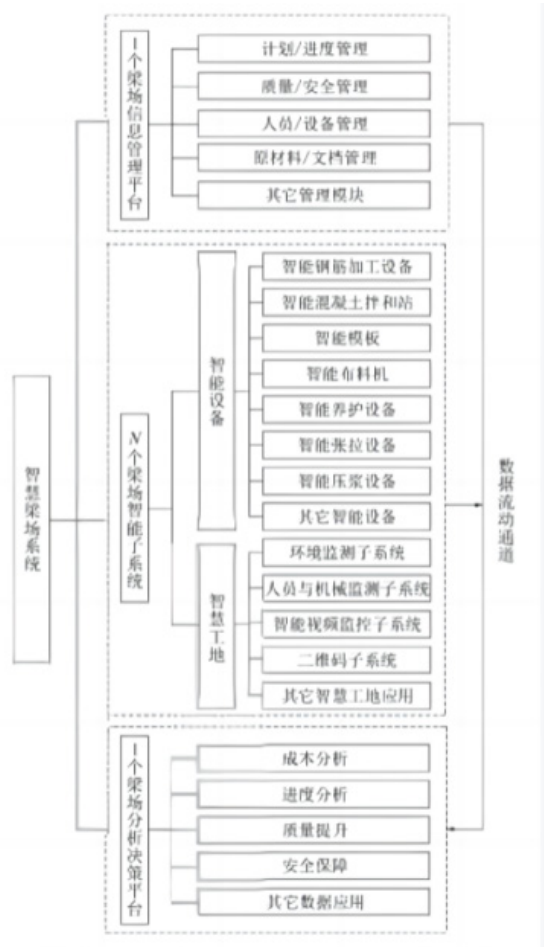 智慧梁场系统
1个梁场信息管理平台
计划/进度管理
质量/安全管理
人员/设备管理
原材料/文档管理
其它管理模块
N个梁场智能子系统
智能设备
智能钢筋加工设备
智能混凝土拌和站
智能模板
智能布料机
智能养护设备
智能张拉设备
智能压浆设备
其它智能设备
智慧工地
环境监测子系统
人员与机械监测子系统
智能视频监控子系统
二维码子系统
其它智慧工地应用
1个梁场分析决策平台
成本分析
进度分析
质量提升
安全保障
其它数据应用
数据流动通道